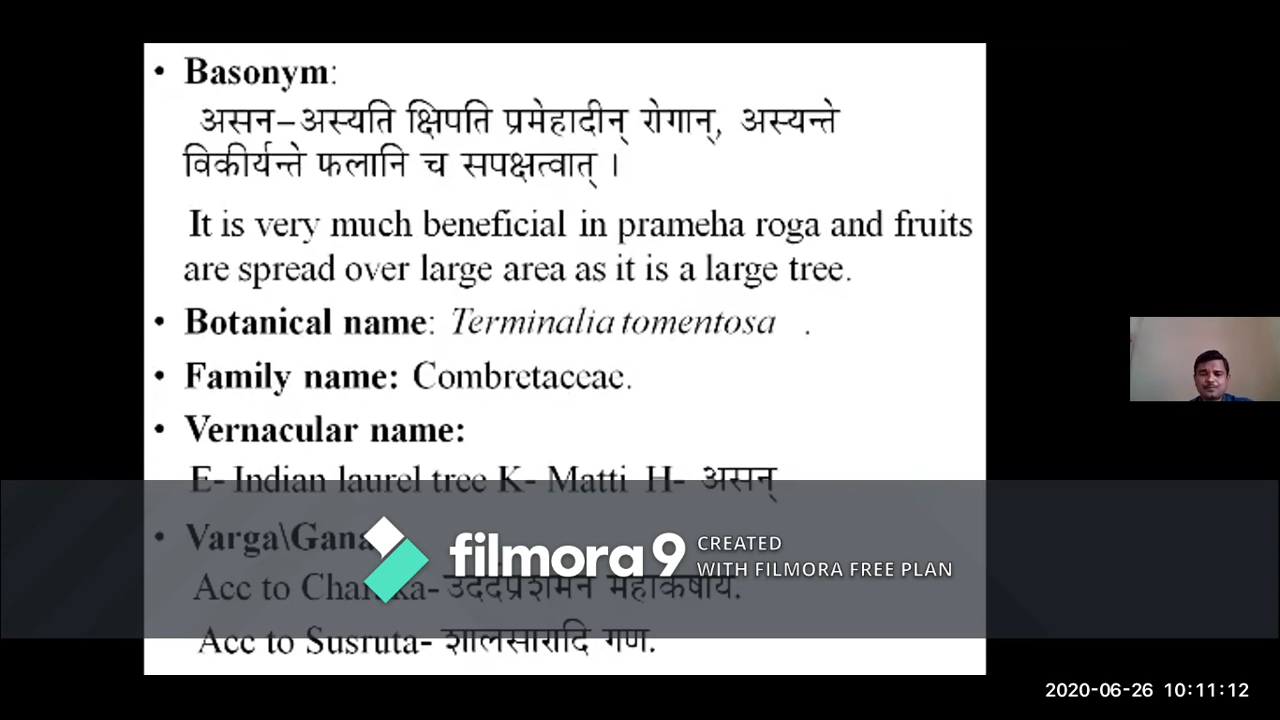 • Basonym:
असन–अस्यति क्षिपति प्रमेहादीन् रोगान्, अस्यन्ते
विकीर्यन्ते फलानि च सपक्षत्वात् ।
It is very much beneficial in prameha roga and fruits
are spread over large area as it is a large tree.
• Botanical name: Terminalia tomentosa .
• Family name: Combretaceae.
• Vernacular name:
E- Indian laurel tree K- Matti H- असन्
• Varga\Gana
filmora 9 CREATED
WITH FILMORA FREE PLAN
Acc to Charaka- उदर्दप्रशमन महाकषाय.
Acc to Susruta- शालसारादि गण.
2020-06-26 10:11:12